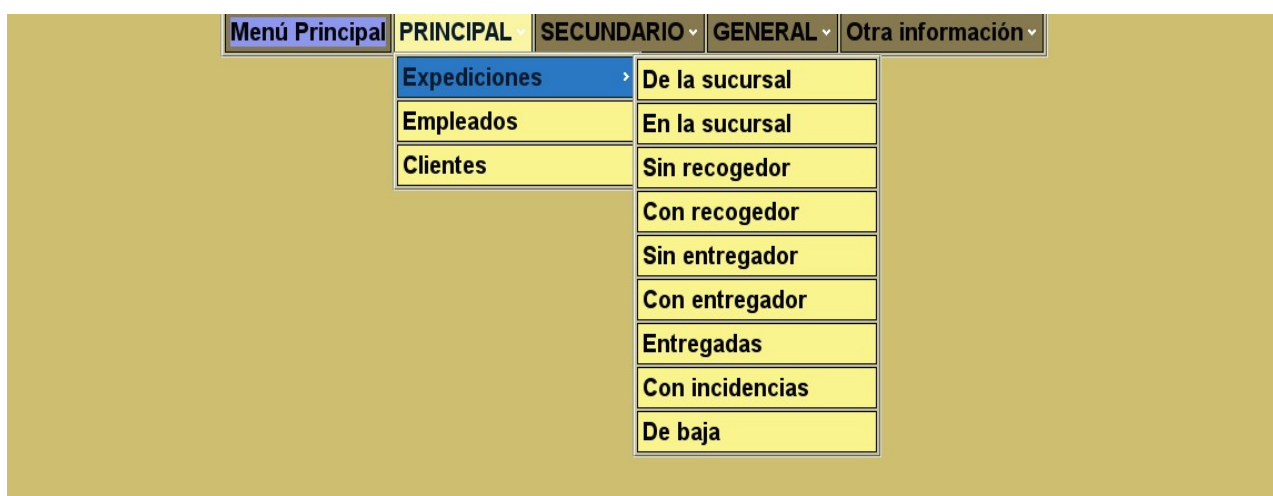 Menú Principal PRINCIPAL SECUNDARIO GENERAL Otra información
Expediciones
Empleados
Clientes
De la sucursal
En la sucursal
Sin recogedor
Con recogedor
Sin entregador
Con entregador
Entregadas
Con incidencias
De baja